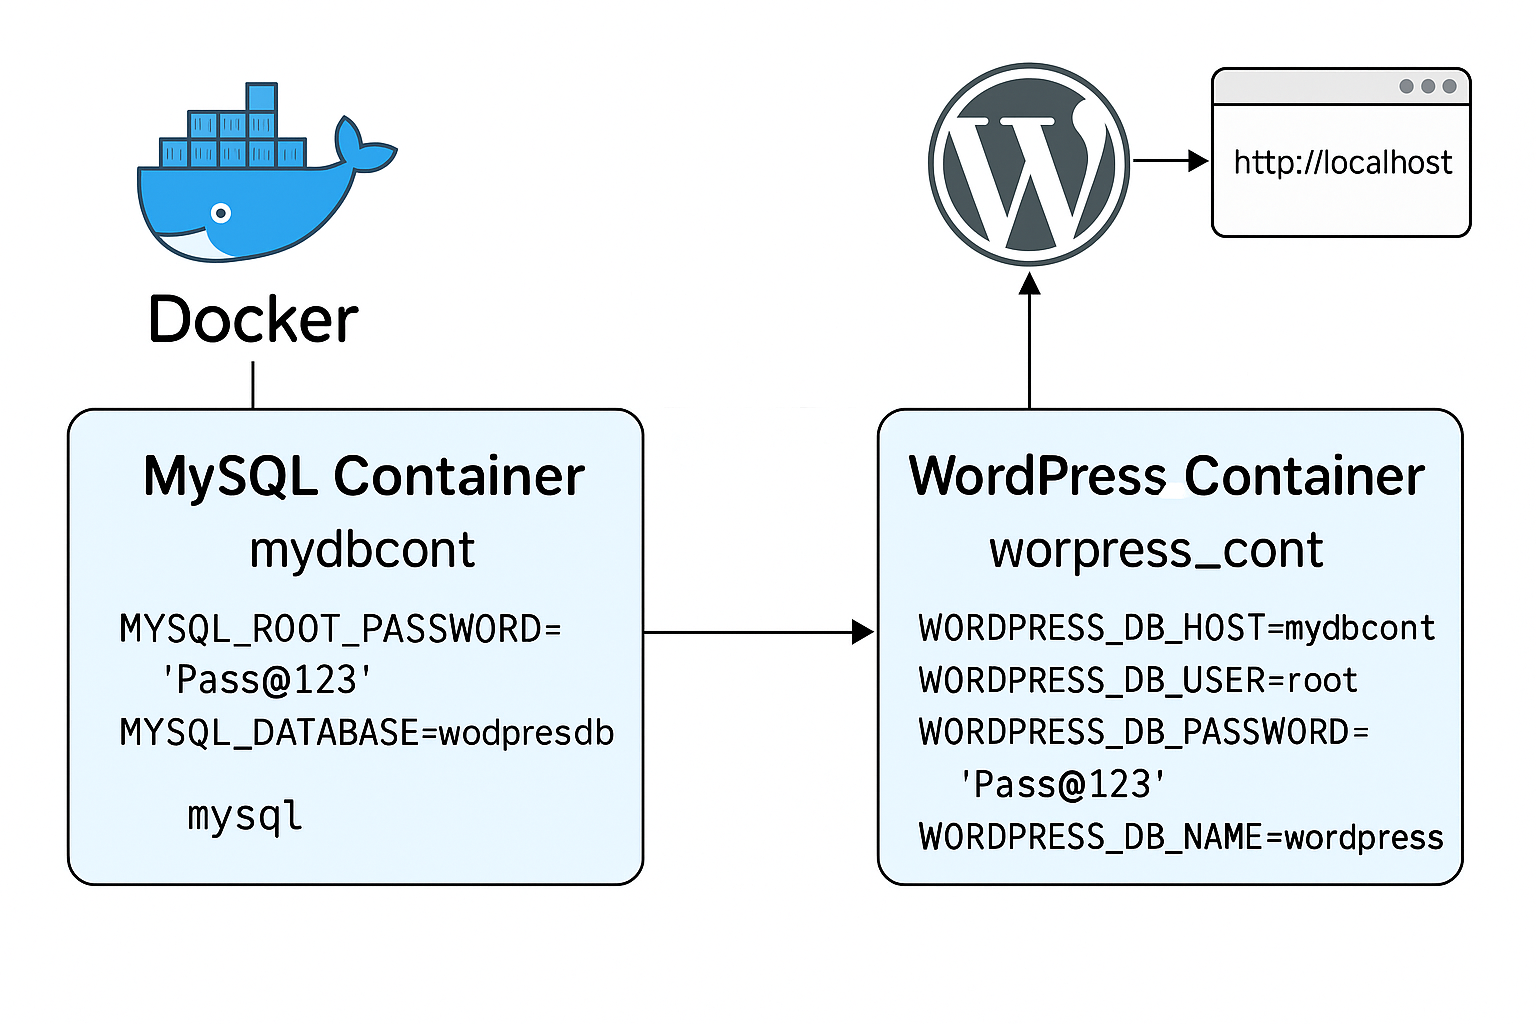 Docker
http://localhost
MySQL Container
mydbcont
MYSQL_ROOT_PASSWORD=
'Pass@123'
MYSQL_DATABASE=wodpresdb
mysql
WordPress Container
worpress_cont
WORDPRESS_DB_HOST=mydbcont
WORDPRESS_DB_USER=root
WORDPRESS_DB_PASSWORD=
'Pass@123'
WORDPRESS_DB_NAME=wordpress